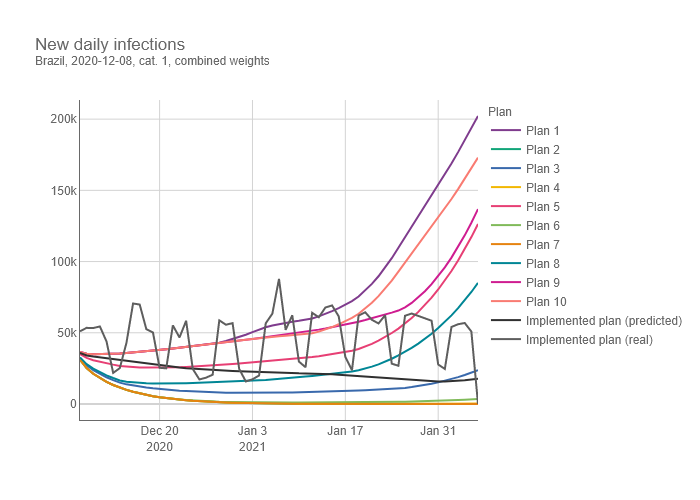 New daily infections
Brazil, 2020-12-08, cat. 1, combined weights
200k
150k
100k
50k
0
Dec 20
2020
Jan 3
2021
Jan 17
Jan 31
Plan
Plan 1
Plan 2
Plan 3
Plan 4
Plan 5
Plan 6
Plan 7
Plan 8
Plan 9
Plan 10
Implemented plan (predicted)
Implemented plan (real)